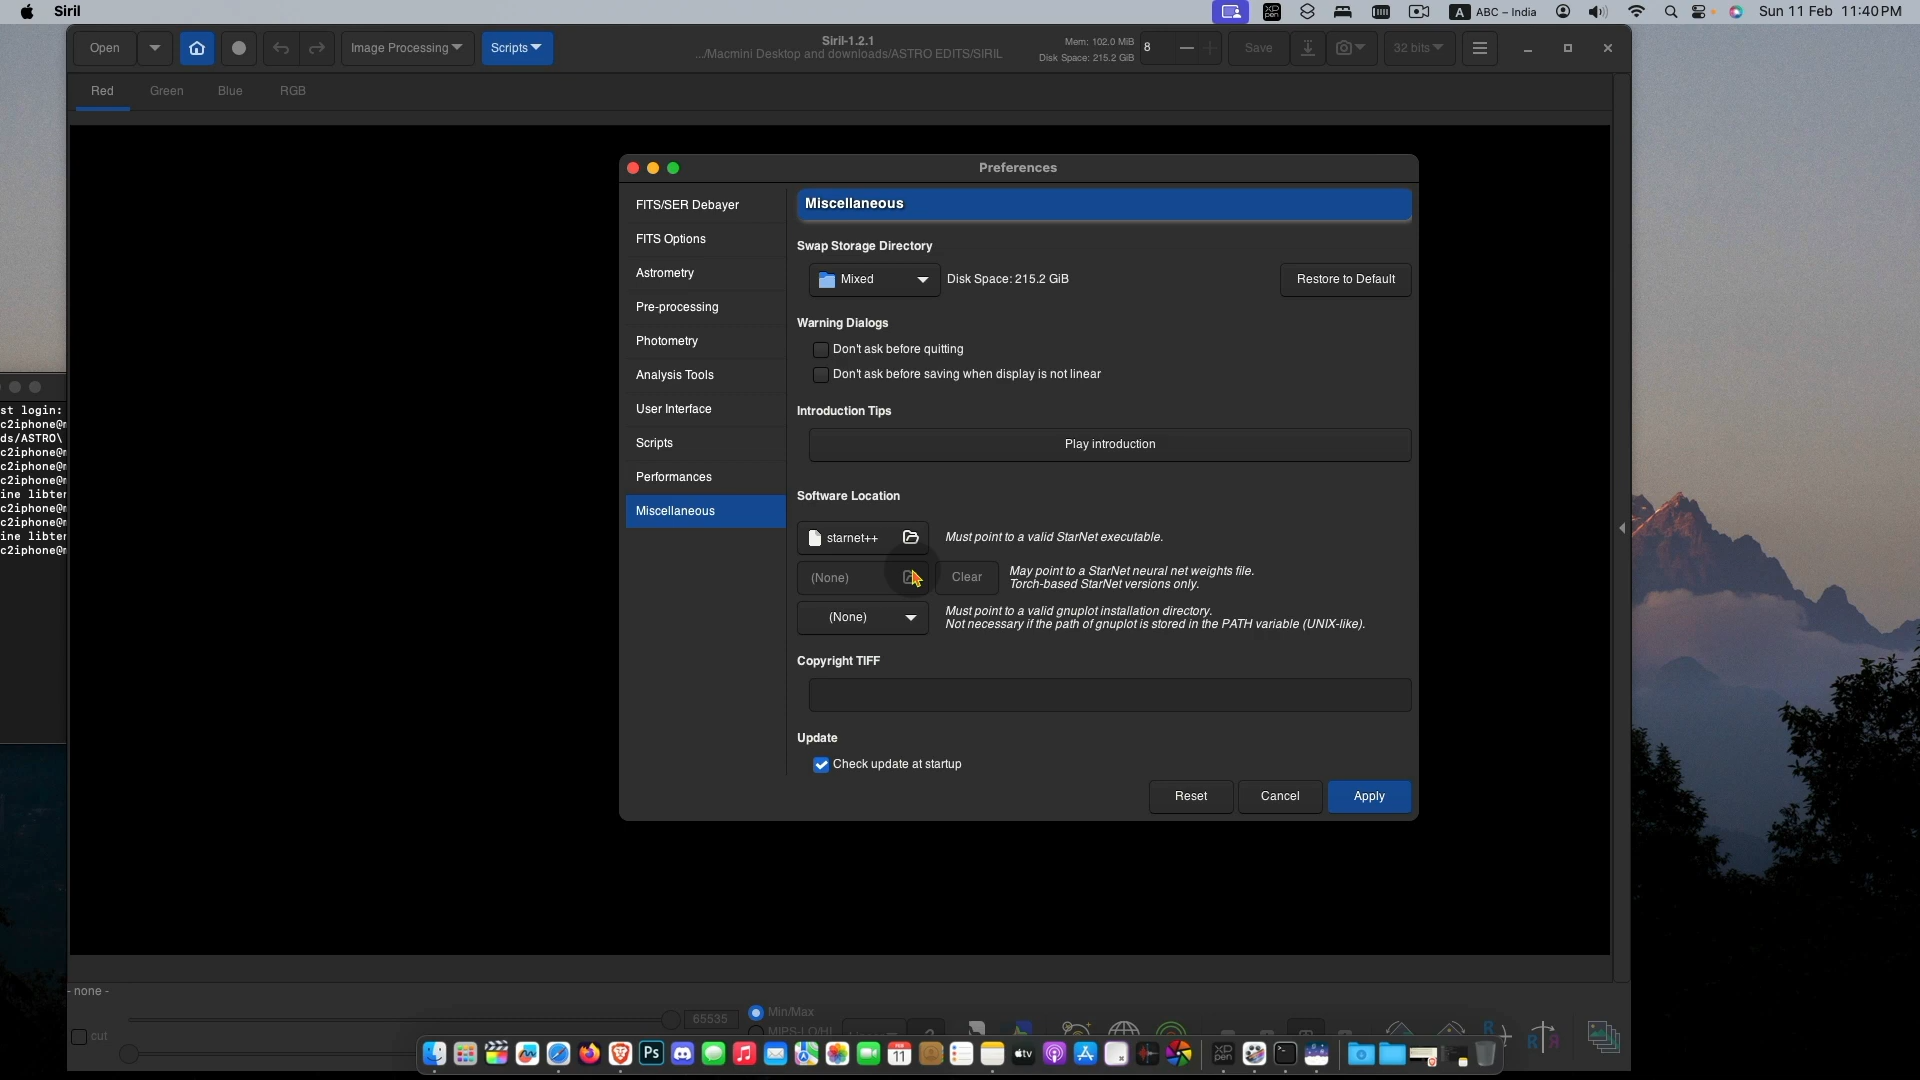 Siril
ABC – India
Sun 11 Feb 11:40 PM
Open
Image Processing
Scripts
Siril-1.2.1
.../Macmini Desktop and downloads/ASTRO EDITS/SIRIL
Mem: 102.0 MiB
Disk Space: 215.2 GiB
8
Save
32 bits
Red
Green
Blue
RGB
Preferences
FITS/SER Debayer
FITS Options
Astrometry
Pre-processing
Photometry
Analysis Tools
User Interface
Scripts
Performances
Miscellaneous
Miscellaneous
Swap Storage Directory
Mixed
Disk Space: 215.2 GiB
Restore to Default
Warning Dialogs
Don't ask before quitting
Don't ask before saving when display is not linear
Introduction Tips
Play introduction
Software Location
starnet++
Must point to a valid StarNet executable.
(None)
Clear
May point to a StarNet neural net weights file.
Torch-based StarNet versions only.
(None)
Must point to a valid gnuplot installation directory.
Not necessary if the path of gnuplot is stored in the PATH variable (UNIX-like).
Copyright TIFF
Update
Check update at startup
Reset
Cancel
Apply
st login:
c2iphone@
ds/ASTRO\
c2iphone@
c2iphone@
c2iphone@
ine libter
c2iphone@
c2iphone@
ine libter
c2iphone@
- none -
cut
65535
Min/Max
MIPS-LO/HI
Ps
FEB
11
tv